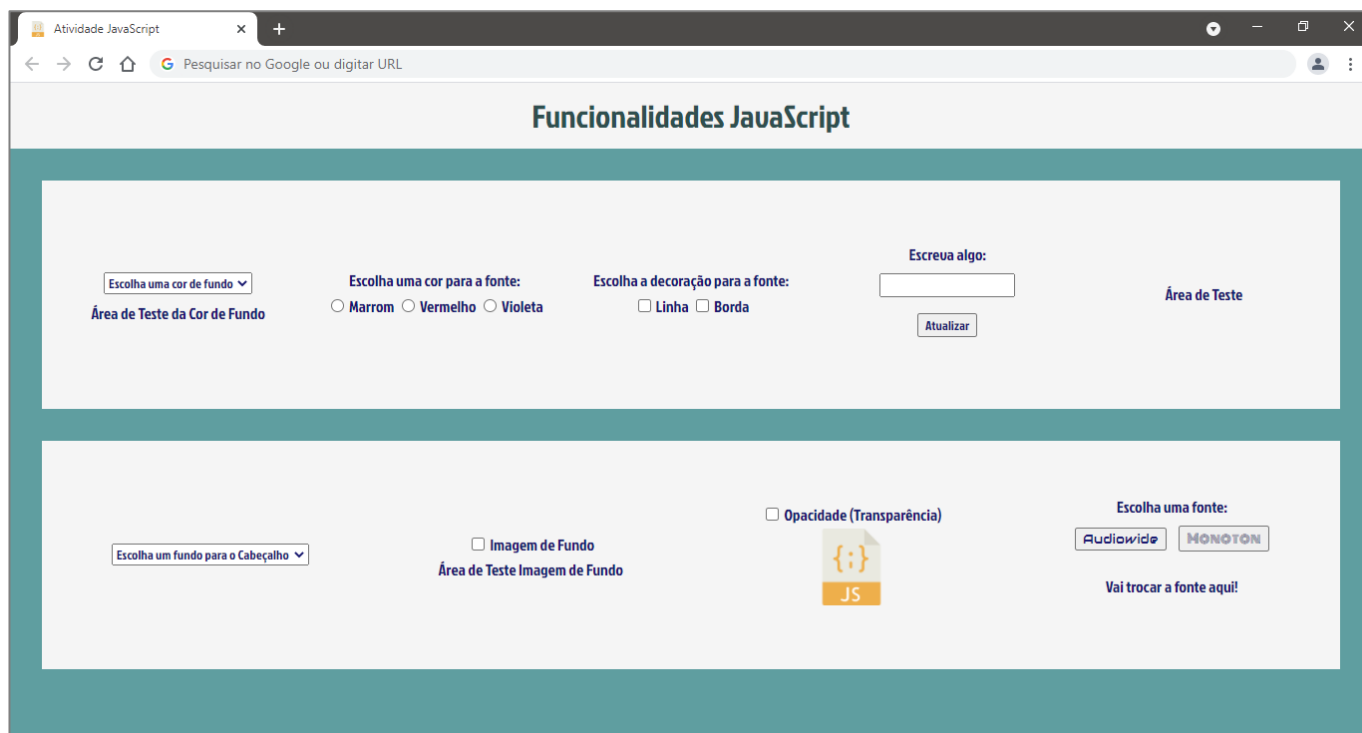 Atividade JavaScript
Pesquisar no Google ou digitar URL
Funcionalidades JavaScript
Escolha uma cor de fundo
Área de Teste da Cor de Fundo
Escolha uma cor para a fonte:
Marrom Vermelho Violeta
Escolha a decoração para a fonte:
Linha Borda
Escreva algo:
Atualizar
Área de Teste
Escolha um fundo para o Cabeçalho
Imagem de Fundo
Área de Teste Imagem de Fundo
Opacidade (Transparência)
{;}
JS
Escolha uma fonte:
Audiowide Monoton
Vai trocar a fonte aqui!